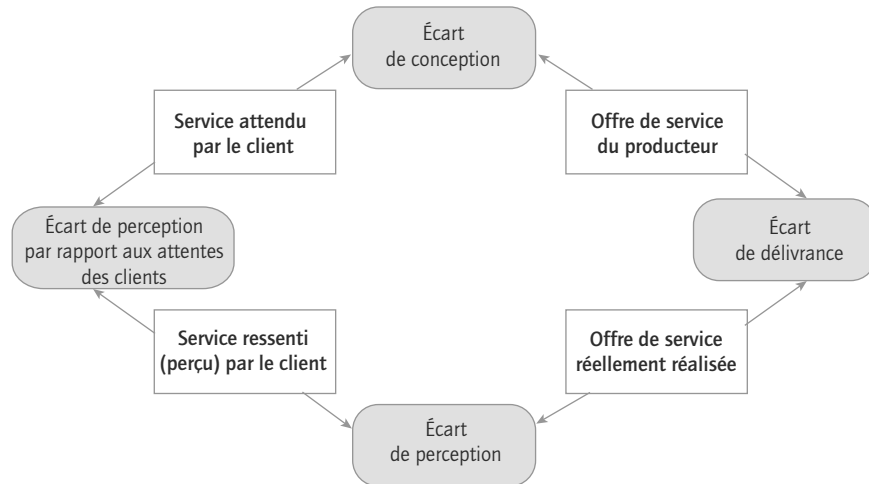 Écart
de conception
Service attendu
par le client
Offre de service
du producteur
Écart de perception
par rapport aux attentes
des clients
Écart
de délivrance
Service ressenti
(perçu) par le client
Offre de service
réellement réalisée
Écart
de perception